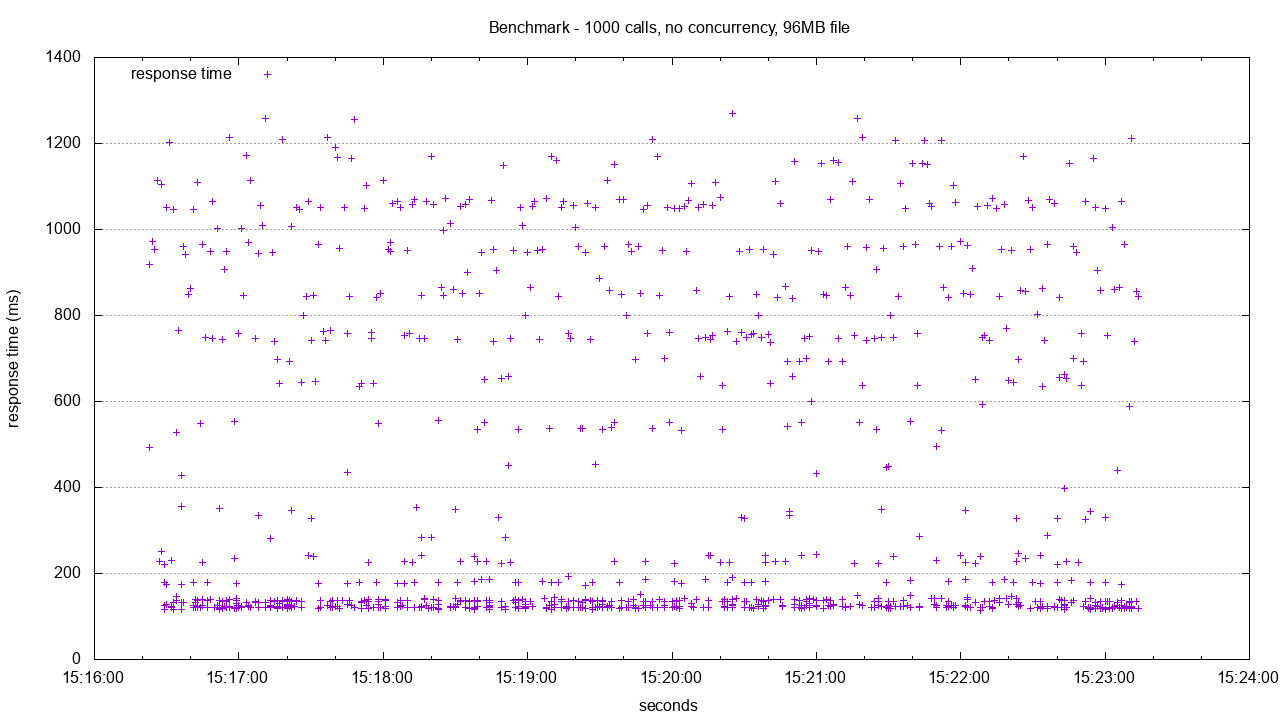 Benchmark - 1000 calls, no concurrency, 96MB file
1400
response time
1200
1000
800
600
400
200
0
response time (ms)
15:16:00 15:17:00 15:18:00 15:19:00 15:20:00 15:21:00 15:22:00 15:23:00 15:24:00
seconds